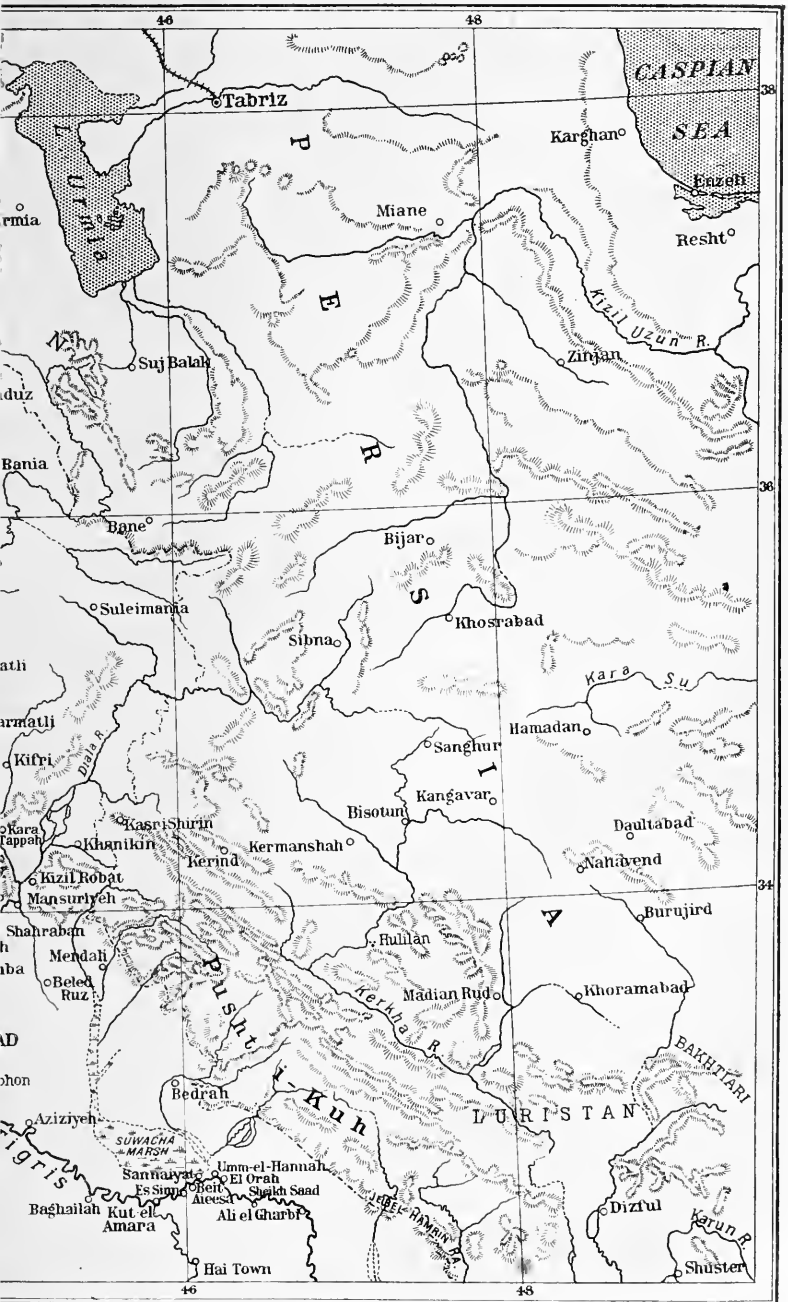 46
48
CASPIAN
SEA
38
Tabriz
Karghan
Enzeli
L. Urmia
rmia
Miane
Resht
Kizil Uzun R.
Zinjan
Suj Balak
duz
Bania
36
Bane
Bijar
Suleimania
Khosrabad
Sibna
atli
Kara Su
armatli
Hamadan
Diala R.
Kifri
Sanghur
Kangavar
Bisotun
Kara
Tappah
Kasri Shirin
Khanikin
Kerind
Kermanshah
Daultabad
Nahavend
34
Kizil Robat
Mansuriyeh
Shahraban
Burujird
Mendali
Hulilan
h
mba
Beled
Ruz
Madian Rud
Khoramabad
Kerkha R.
PERSIA
Pusht-i-Kuh
AD
phon
BAKHTIARI
Bedrah
LURISTAN
Aziziyeh
SUWACHA
MARSH
Tigris
Sannaiyat
Umm-el-Hannah
El Orah
Es Sinn
Beit
Aieesa
Sheikh Saad
Baghailah
Kut el
Amara
Ali el Gharbi
JEBEL HAMRIN RA.
Dizful
Karun R.
Hai Town
Shuster
46
48